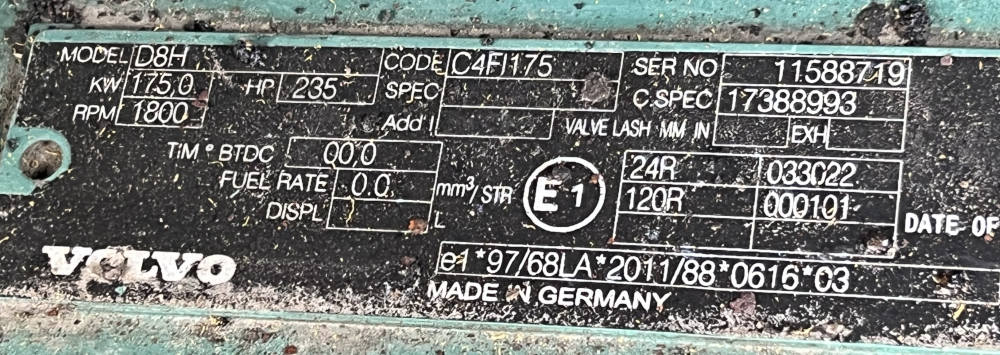 MODEL D8H CODE C4FI175 SER NO 11588719
KW 175,0 HP 235 SPEC C.SPEC 17388993
RPM 1800 Add'l VALVE LASH MM IN EXH
TIM ° BTDC 00,0 24R 033022
FUEL RATE 0.0 mm³/STR E1 120R 000101
DISPL L DATE OF
VOLVO e1*97/68LA*2011/88*0616*03
MADE IN GERMANY